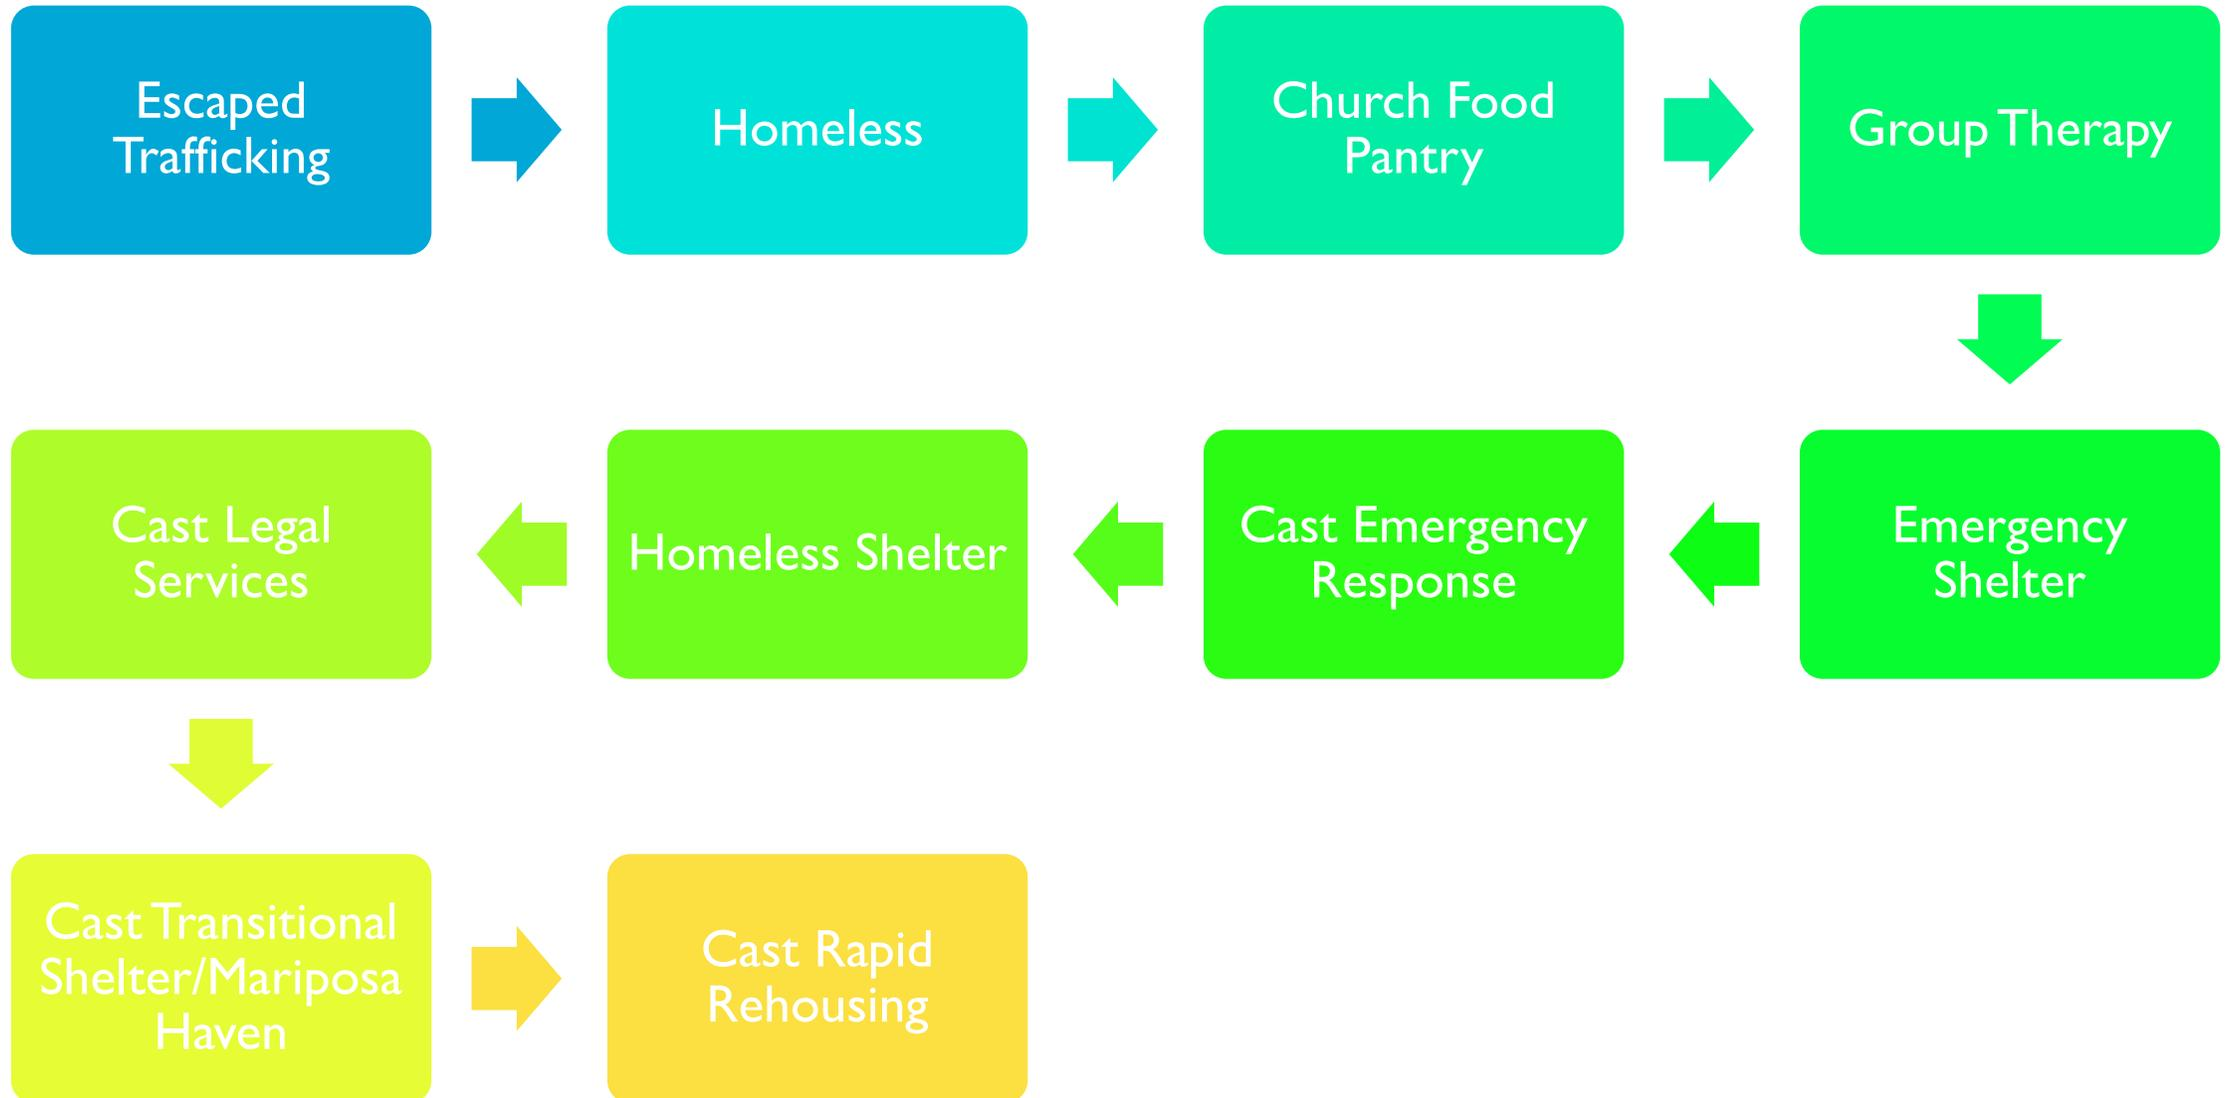 Escaped
Trafficking
Homeless
Church Food
Pantry
Group Therapy
Emergency
Shelter
Cast Emergency
Response
Homeless Shelter
Cast Legal
Services
Cast Transitional
Shelter/Mariposa
Haven
Cast Rapid
Rehousing